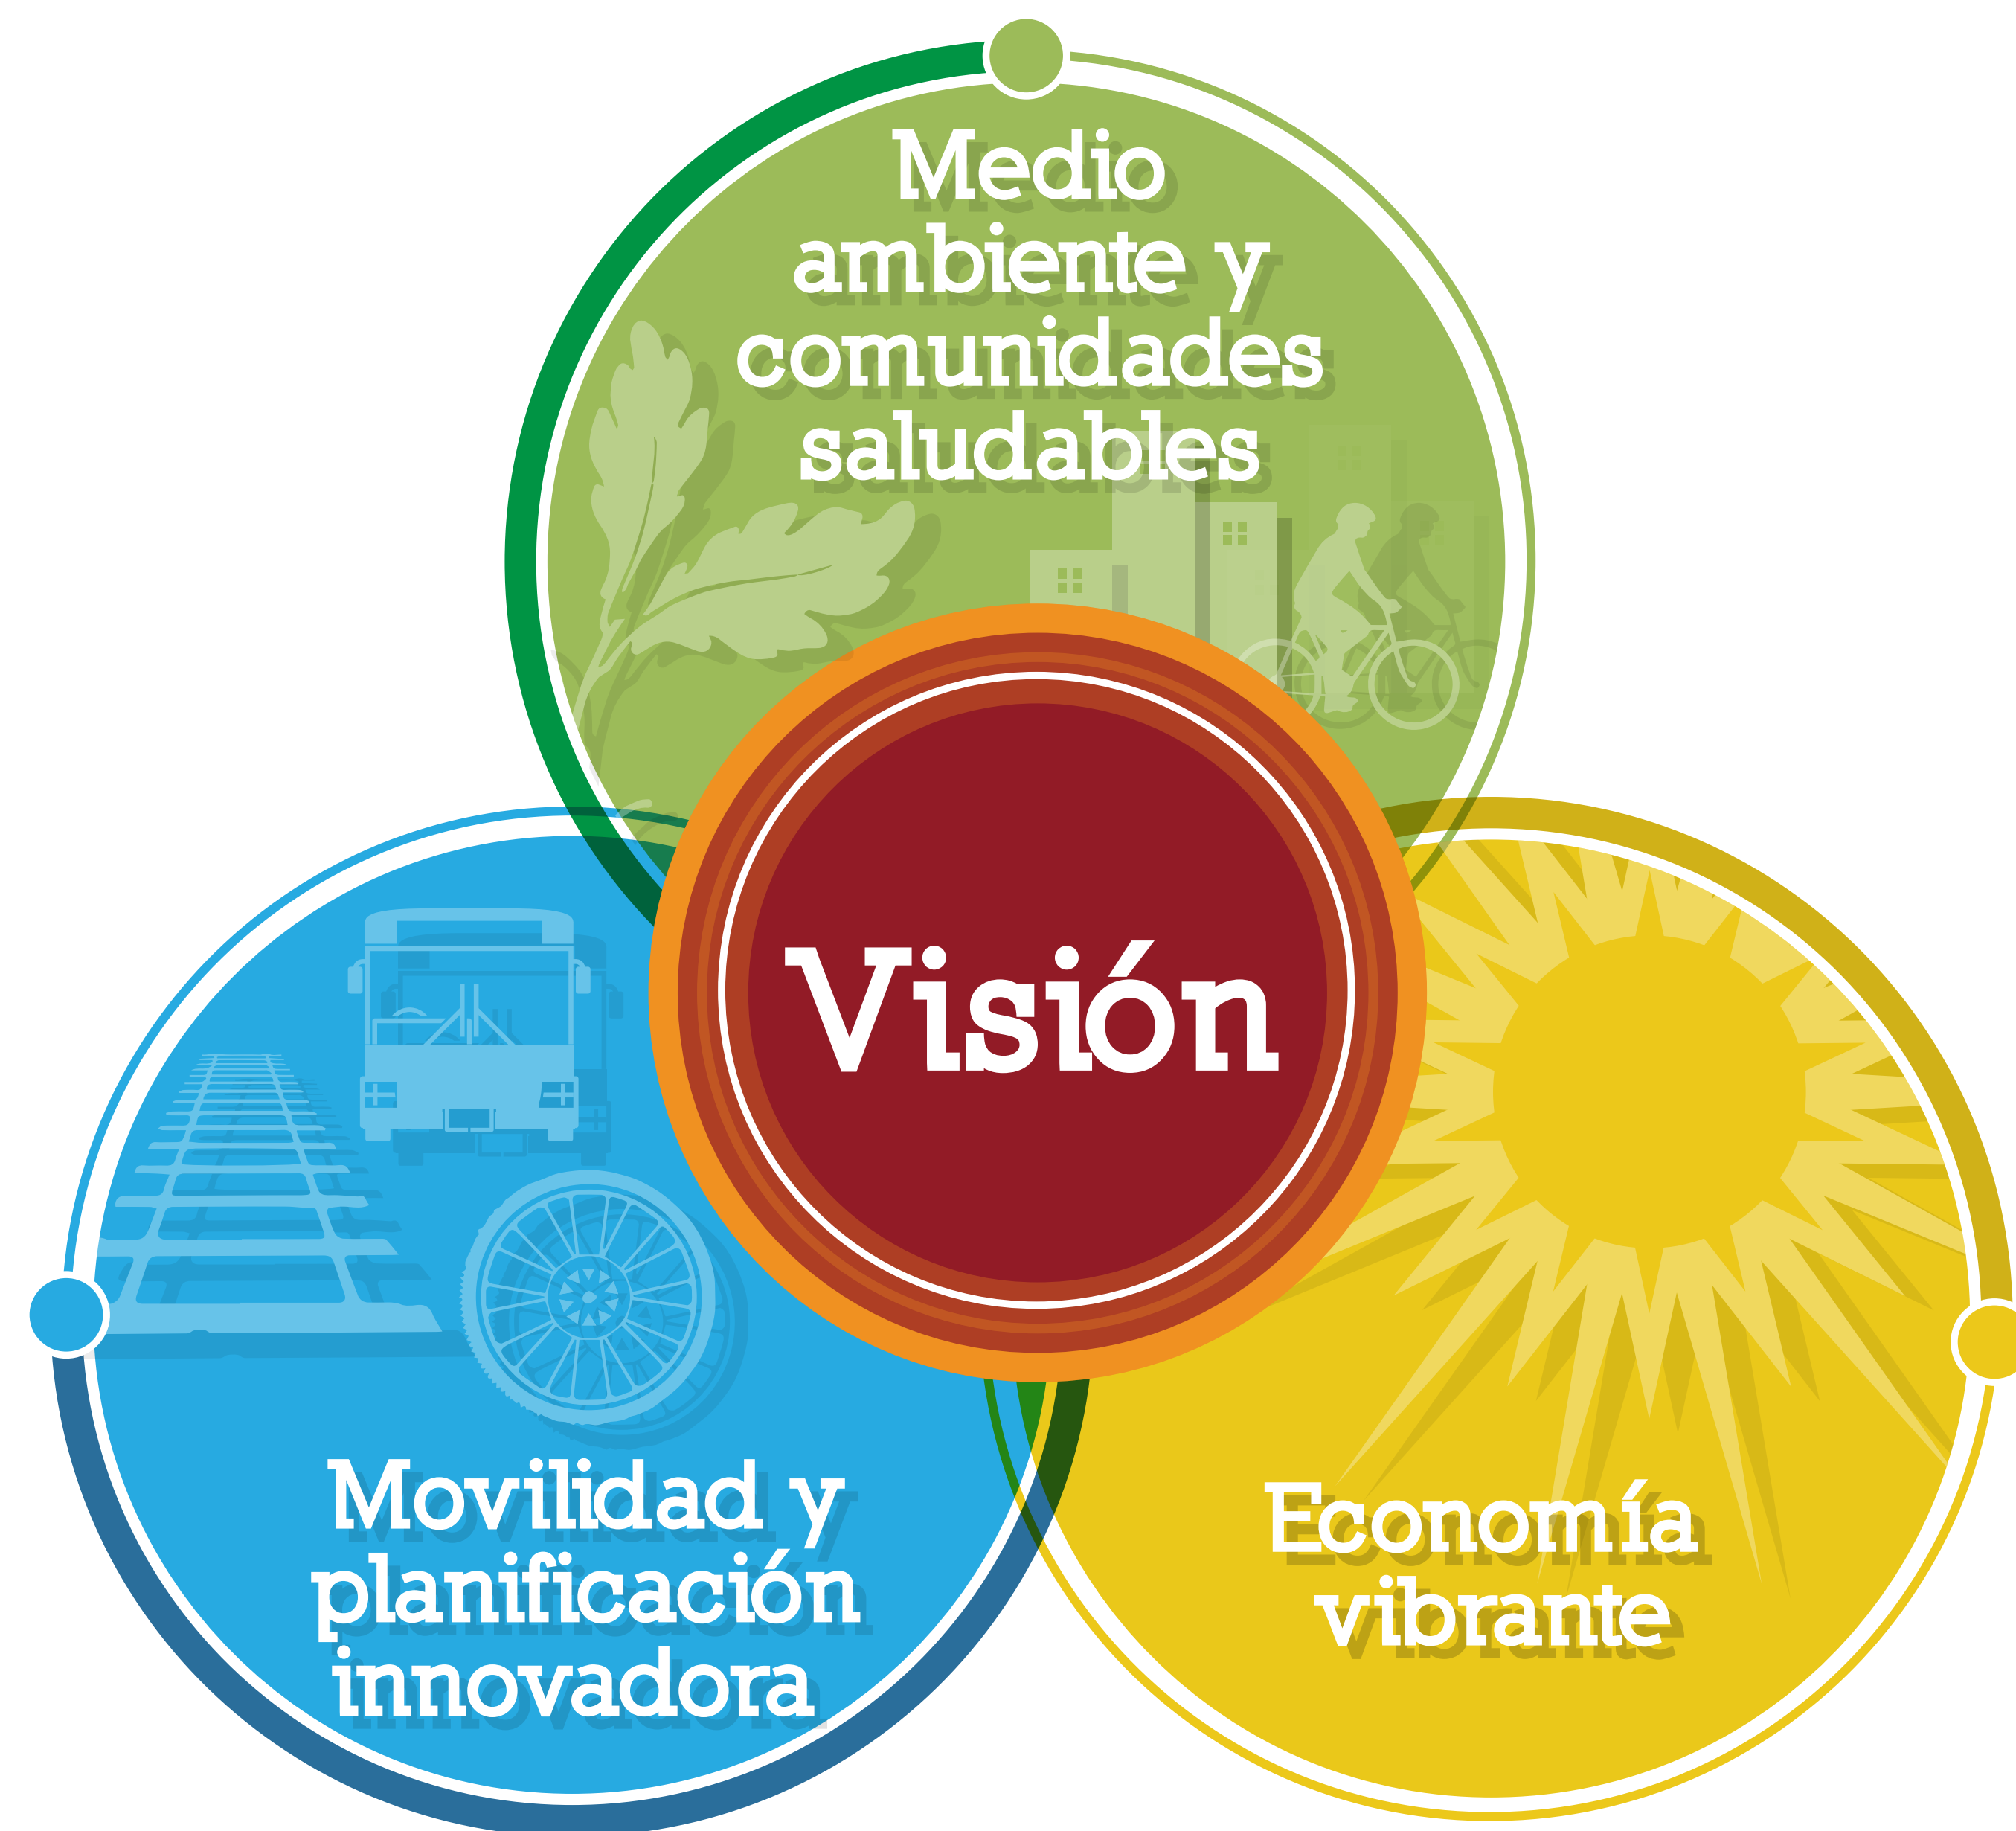 Medio
ambiente y
comunidades
saludables
Visión
Movilidad y
planificación
innovadora
Economía
vibrante